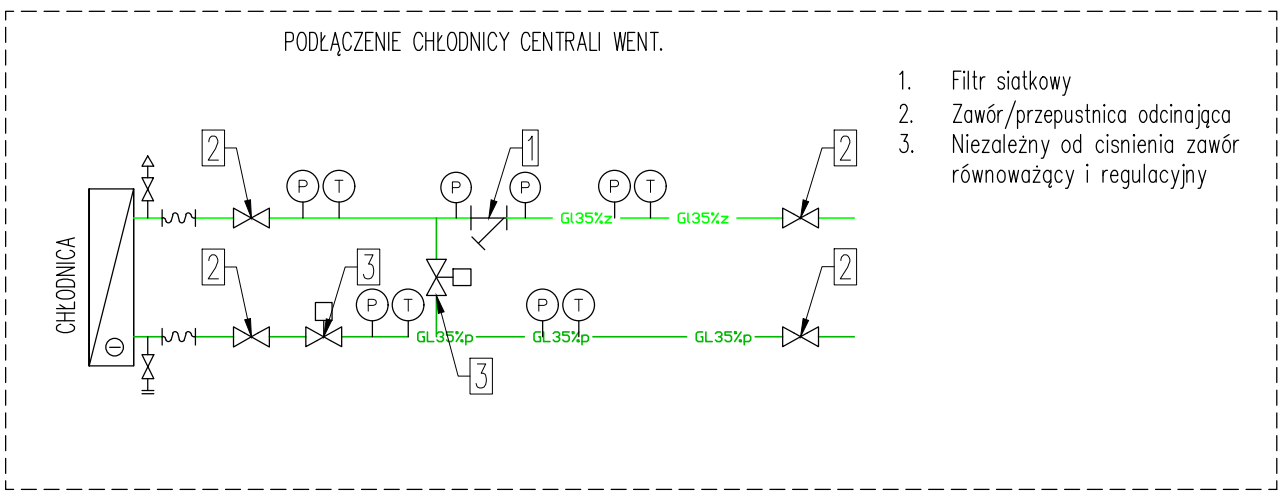 PODŁĄCZENIE CHŁODNICY CENTRALI WENT.
1. Filtr siatkowy
2. Zawór/przepustnica odcinająca
3. Niezależny od cisnienia zawór
równoważący i regulacyjny
2 1 2
P T P P P T
Gl35%z Gl35%z
CHŁODNICA
2 3 2
P T P T
GL35%p GL35%p GL35%p
3